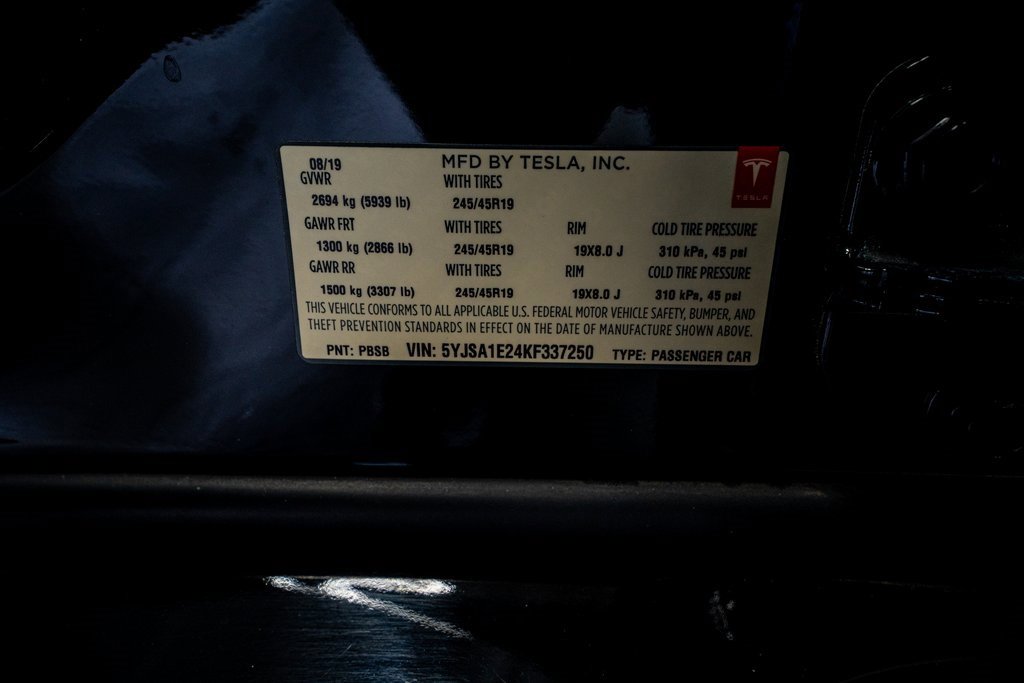 08/19 MFD BY TESLA, INC.
GVWR WITH TIRES
TESLA
2694 kg (5939 lb) 245/45R19
GAWR FRT WITH TIRES RIM COLD TIRE PRESSURE
1300 kg (2866 lb) 245/45R19 19X8.0 J 310 kPa, 45 psi
GAWR RR WITH TIRES RIM COLD TIRE PRESSURE
1500 kg (3307 lb) 245/45R19 19X8.0 J 310 kPa, 45 psi
THIS VEHICLE CONFORMS TO ALL APPLICABLE U.S. FEDERAL MOTOR VEHICLE SAFETY, BUMPER, AND
THEFT PREVENTION STANDARDS IN EFFECT ON THE DATE OF MANUFACTURE SHOWN ABOVE.
PNT: PBSB VIN: 5YJSA1E24KF337250 TYPE: PASSENGER CAR